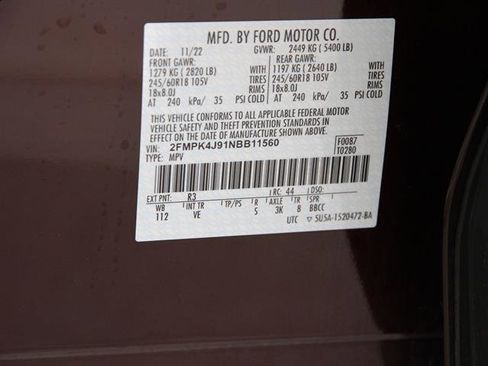 MFD. BY FORD MOTOR CO.
DATE: 11/22 GVWR: 2449 KG ( 5400 LB)
FRONT GAWR: REAR GAWR:
1279 KG ( 2820 LB) WITH 1197 KG ( 2640 LB) WITH
245/60R18 105V TIRES 245/60R18 105V TIRES
18x8.0J RIMS 18x8.0J RIMS
AT 240 kPa/ 35 PSI COLD AT 240 kPa/ 35 PSI COLD
THIS VEHICLE CONFORMS TO ALL APPLICABLE FEDERAL MOTOR
VEHICLE SAFETY AND THEFT PREVENTION STANDARDS IN
EFFECT ON THE DATE OF MANUFACTURE SHOWN ABOVE.
VIN: 2FMPK4J91NBB11560 F0087
TYPE: MPV T0280
EXT PNT: R3 RC: 44 DSO:
WB INT TR TP/PS R AXLE TR SPR
112 VE S 3K 8 BBCC
UTC 5U5A-1520472-BA